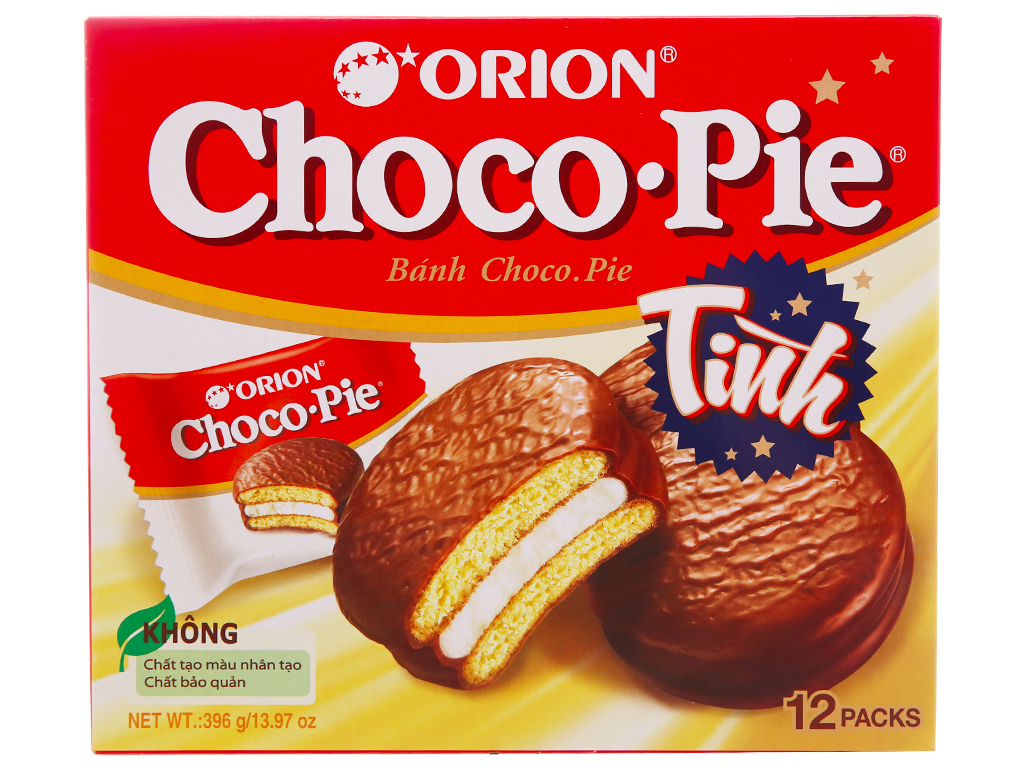 ORION®
Choco·Pie®
Bánh Choco.Pie
Tình
ORION®
Choco·Pie®
KHÔNG
Chất tạo màu nhân tạo
Chất bảo quản
NET WT.:396 g/13.97 oz
12 PACKS